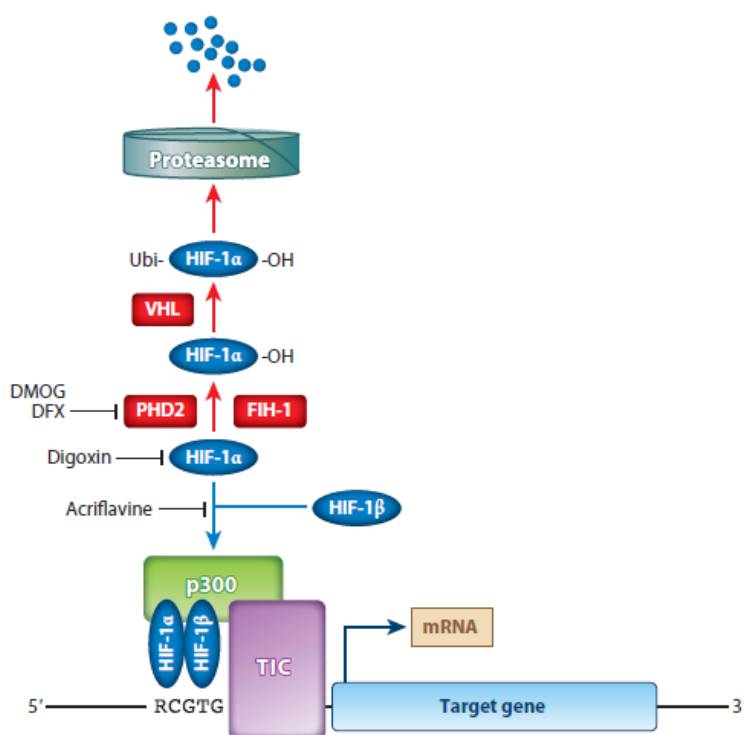 Proteasome
Ubi- HIF-1α -OH
VHL
HIF-1α -OH
DMOG
DFX PHD2 FIH-1
Digoxin HIF-1α
Acriflavine HIF-1β
p300
HIF-1α HIF-1β TIC mRNA
5′ RCGTG Target gene 3